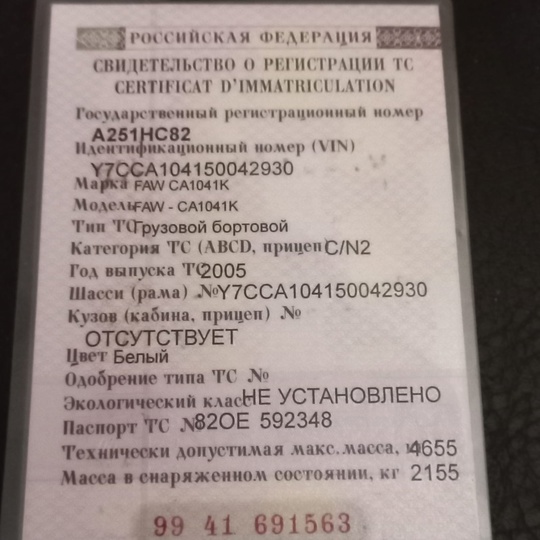 РОССИЙСКАЯ ФЕДЕРАЦИЯ
СВИДЕТЕЛЬСТВО О РЕГИСТРАЦИИ ТС
CERTIFICAT D'IMMATRICULATION
Государственный регистрационный номер
А251НС82
Идентификационный номер (VIN)
Y7CCA104150042930
Марка FAW CA1041K
Модель FAW - CA1041K
Тип ТС Грузовой бортовой
Категория ТС (ABCD, прицеп) C/N2
Год выпуска ТС 2005
Шасси (рама) № Y7CCA104150042930
Кузов (кабина, прицеп) №
ОТСУТСТВУЕТ
Цвет Белый
Одобрение типа ТС №
Экологический класс НЕ УСТАНОВЛЕНО
Паспорт ТС № 82ОЕ 592348
Технически допустимая макс. масса, кг 4655
Масса в снаряженном состоянии, кг 2155
99 41 691563